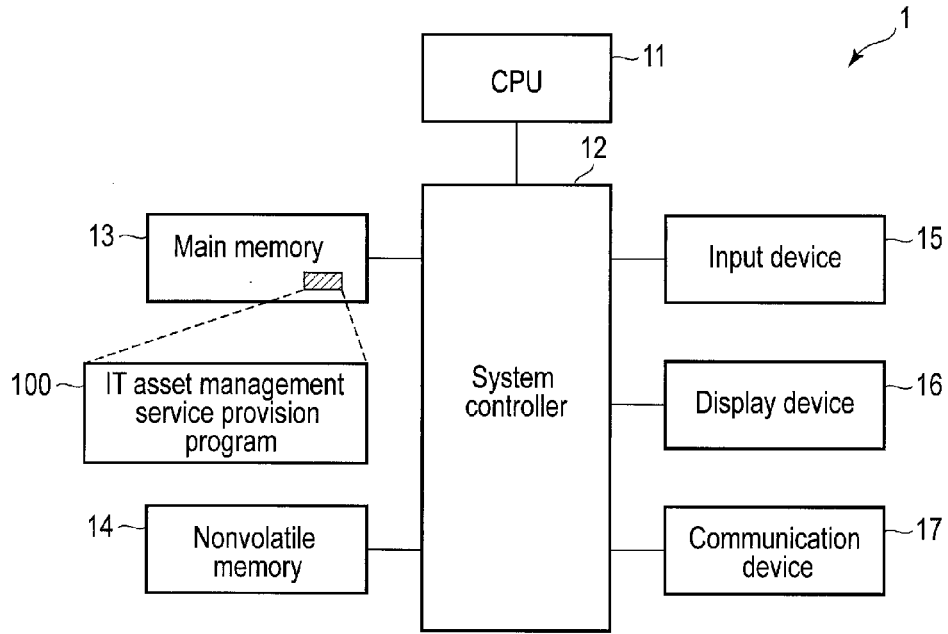 1
CPU
11
12
13
Main memory
Input device
15
100
IT asset management
service provision
program
System
controller
Display device
16
14
Nonvolatile
memory
Communication
device
17